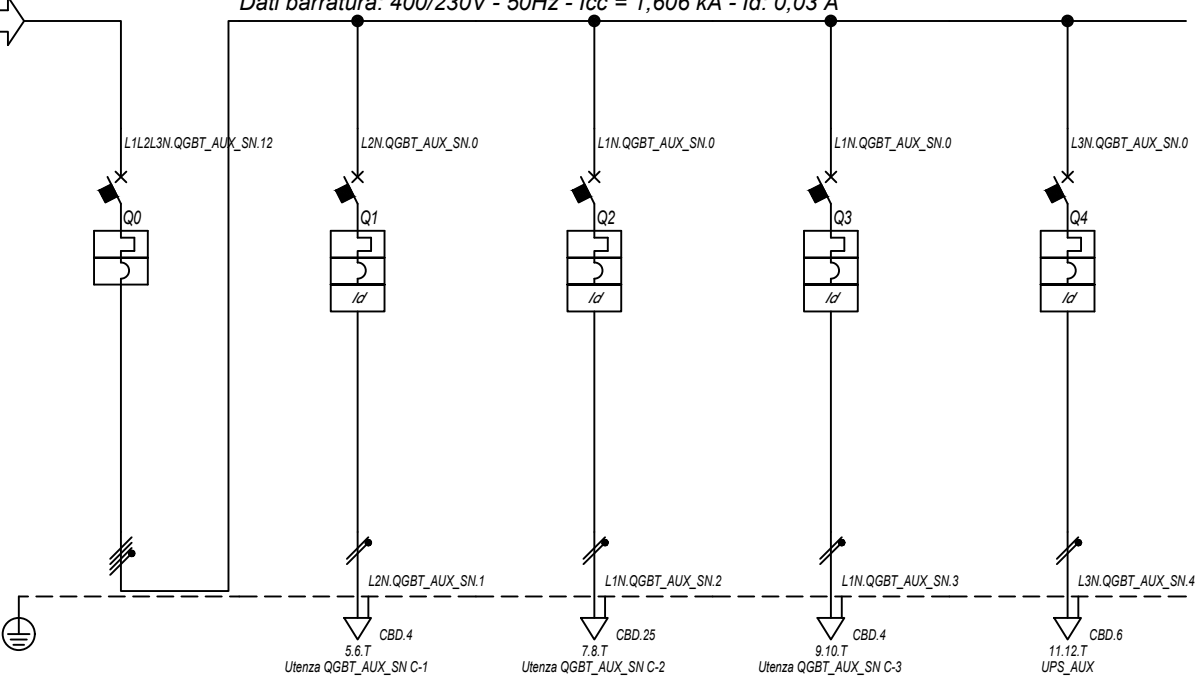 Dati barratura: 400/230V - 50Hz - Icc = 1,606 kA - Id: 0,03 A
L1L2L3N.QGBT_AUX_SN.12
L2N.QGBT_AUX_SN.0
L1N.QGBT_AUX_SN.0
L1N.QGBT_AUX_SN.0
L3N.QGBT_AUX_SN.0
Q0
Q1
Q2
Q3
Q4
Id
Id
Id
Id
L2N.QGBT_AUX_SN.1
L1N.QGBT_AUX_SN.2
L1N.QGBT_AUX_SN.3
L3N.QGBT_AUX_SN.4
CBD.4
CBD.25
CBD.4
CBD.6
5.6.T
7.8.T
9.10.T
11.12.T
Utenza QGBT_AUX_SN C-1
Utenza QGBT_AUX_SN C-2
Utenza QGBT_AUX_SN C-3
UPS_AUX